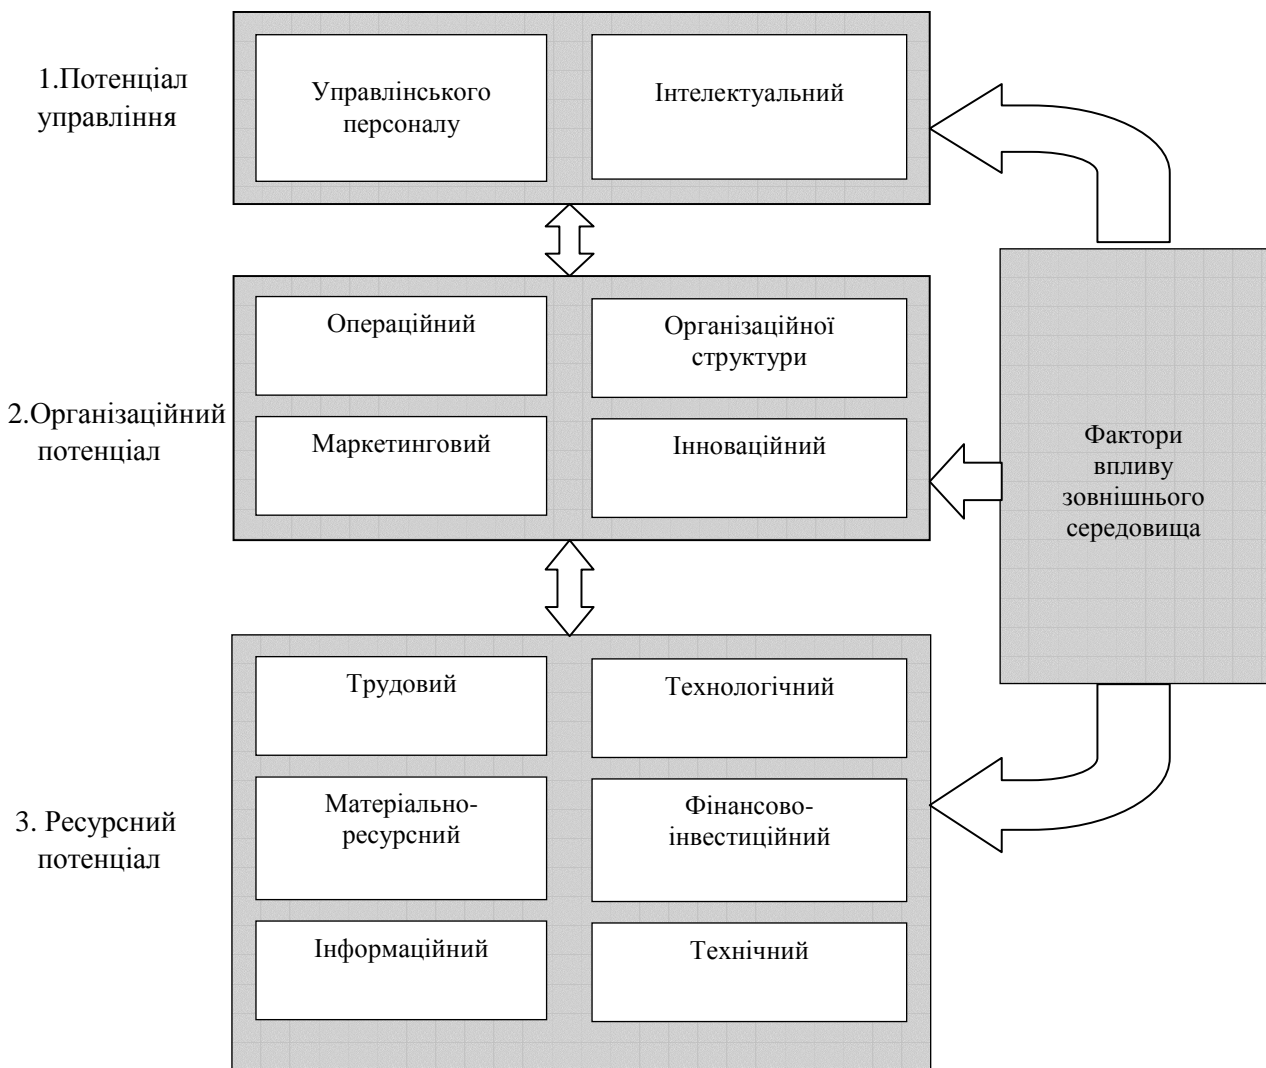 1.Потенціал
управління
Управлінського
персоналу
Інтелектуальний
2.Організаційний
потенціал
Операційний
Організаційної
структури
Маркетинговий
Інноваційний
Фактори
впливу
зовнішнього
середовища
3. Ресурсний
потенціал
Трудовий
Технологічний
Матеріально-
ресурсний
Фінансово-
інвестиційний
Інформаційний
Технічний